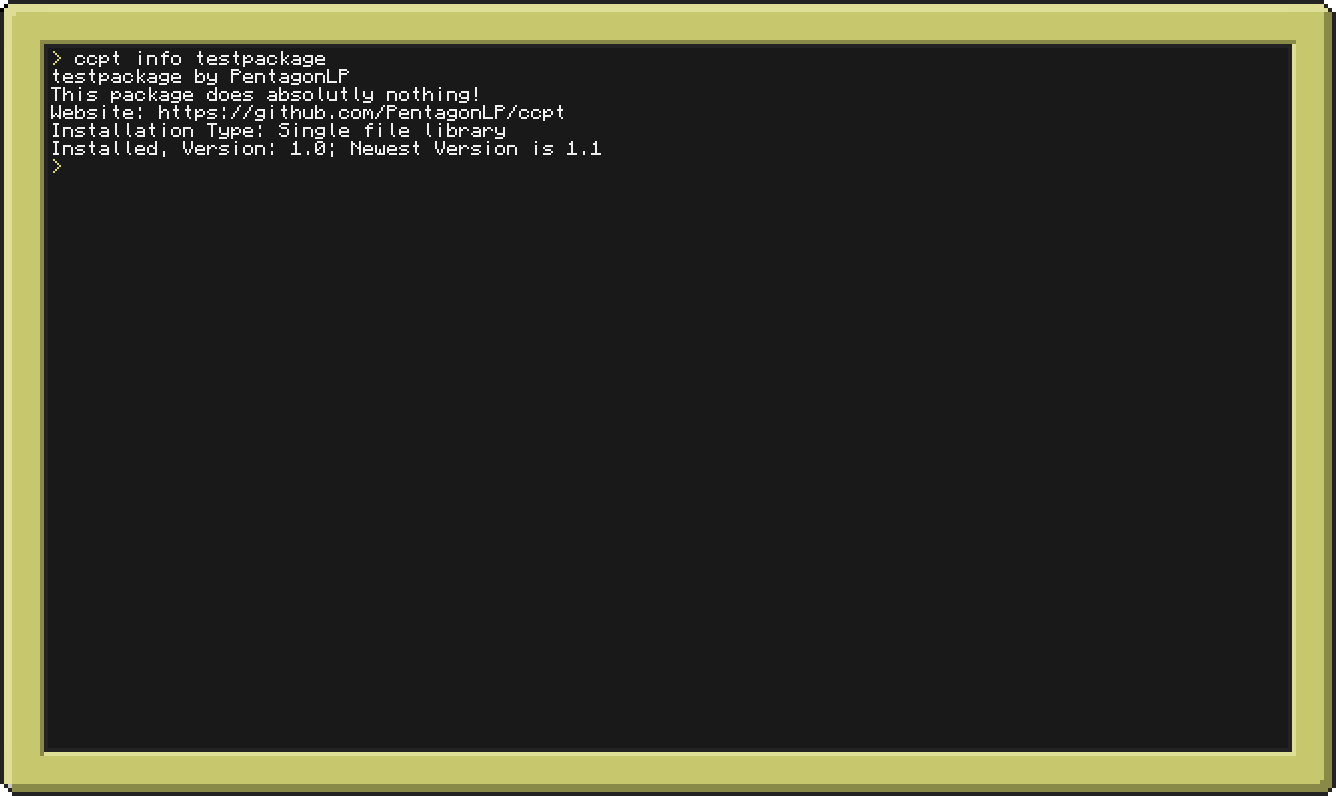 > ccpt info testpackage
testpackage by PentagonLP
This package does absolutly nothing!
Website: https://github.com/PentagonLP/ccpt
Installation Type: Single file library
Installed, Version: 1.0; Newest Version is 1.1
>